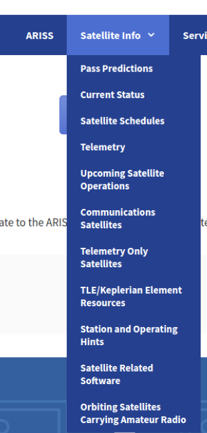 ARISS
Satellite Info
Servi
Pass Predictions
Current Status
Satellite Schedules
Telemetry
Upcoming Satellite
Operations
Communications
Satellites
ate to the ARIS
te
Telemetry Only
Satellites
TLE/Keplerian Element
Resources
Station and Operating
Hints
Satellite Related
Software
Orbiting Satellites
Carrying Amateur Radio